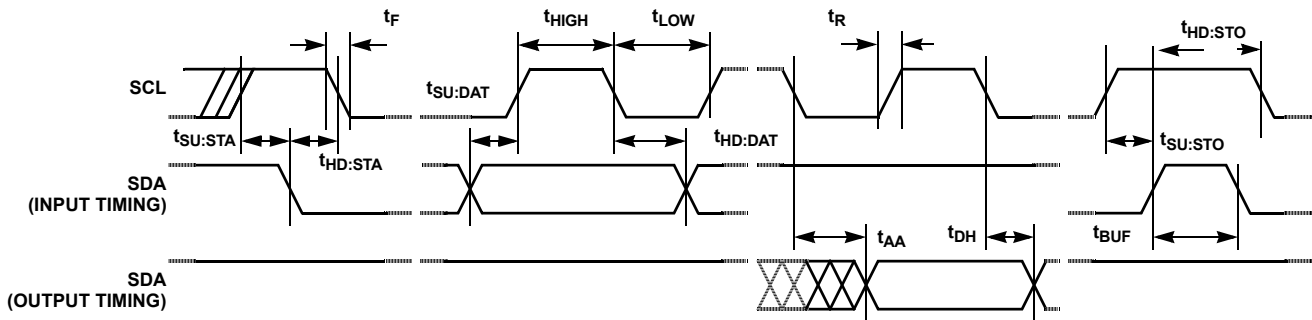 tF
tHIGH
tLOW
tR
tHD:STO
SCL
tSU:DAT
tSU:STA
tHD:STA
tHD:DAT
tSU:STO
SDA
(INPUT TIMING)
tAA
tDH
tBUF
SDA
(OUTPUT TIMING)